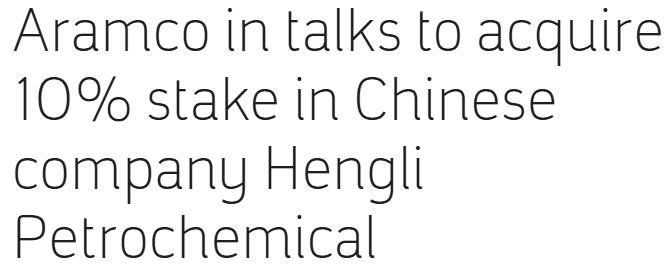 Aramco in talks to acquire
10% stake in Chinese
company Hengli
Petrochemical